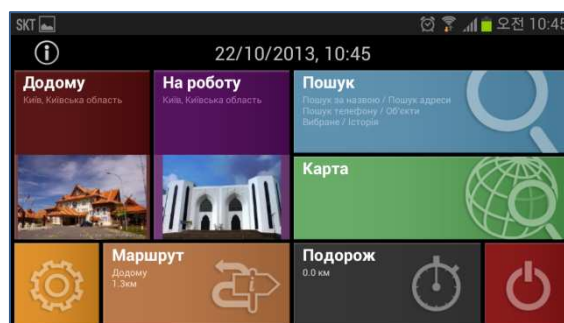 SKT 오전 10:45
22/10/2013, 10:45
Додому
Київ, Київська область
На роботу
Київ, Київська область
Пошук
Пошук за назвою / Пошук адреси
Пошук телефону / Об'єкти
Вибране / Історія
Карта
Маршрут
Додому
1.3км
Подорож
0.0 км